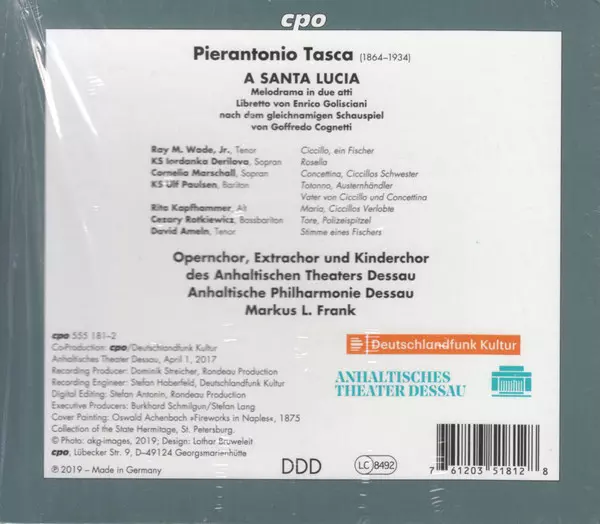 cpo
Pierantonio Tasca (1864–1934)
A SANTA LUCIA
Melodrama in due atti
Libretto von Enrico Golisciani
nach dem gleichnamigen Schauspiel
von Goffredo Cognetti
Ray M. Wade, Jr., Tenor Ciccillo, ein Fischer
KS Iordanka Derilova, Sopran Rosella
Cornelia Marschall, Sopran Concettina, Ciccillos Schwester
KS Ulf Paulsen, Bariton Totonno, Austernhändler
Vater von Cicillo und Concettina
Rita Kapfhammer, Alt Maria, Ciccillos Verlobte
Cezary Rotkiewicz, Bassbariton Tore, Polizeispitzel
David Ameln, Tenor Stimme eines Fischers
Opernchor, Extrachor und Kinderchor
des Anhaltischen Theaters Dessau
Anhaltische Philharmonie Dessau
Markus L. Frank
cpo 555 181–2
Co-Production: cpo/Deutschlandfunk Kultur
Anhaltisches Theater Dessau, April 1, 2017
Recording Producer: Dominik Streicher, Rondeau Production
Recording Engineer: Stefan Haberfeld, Deutschlandfunk Kultur
Digital Editing: Stefan Antonin, Rondeau Production
Executive Producers: Burkhard Schmilgun/Stefan Lang
Cover Painting: Oswald Achenbach »Fireworks in Naples«, 1875
Collection of the State Hermitage, St. Petersburg.
© Photo: akg-images, 2019; Design: Lothar Bruweleit
cpo, Lübecker Str. 9, D–49124 Georgsmarienhütte
℗ 2019 – Made in Germany
Deutschlandfunk Kultur
ANHALTISCHES
THEATER DESSAU
DDD
LC 8492
7 61203 51812 8